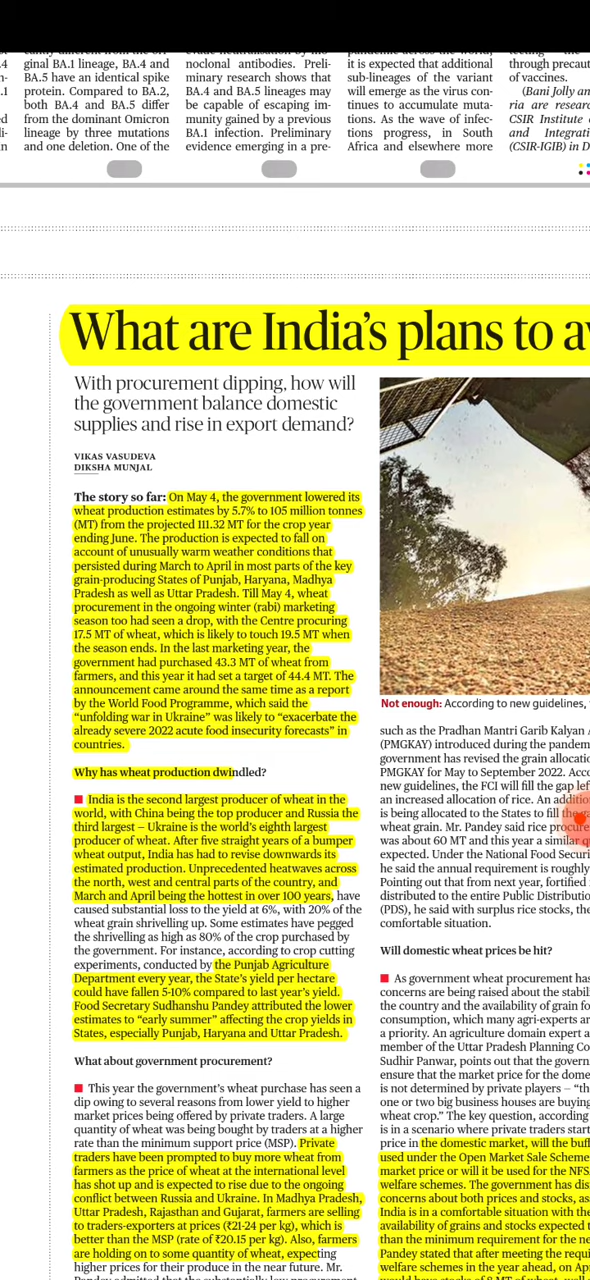 ginal BA.1 lineage, BA.4 and
BA.5 have an identical spike
protein. Compared to BA.2,
both BA.4 and BA.5 differ
from the dominant Omicron
lineage by three mutations
and one deletion. One of the
noclonal antibodies. Preli-
minary research shows that
BA.4 and BA.5 lineages may
be capable of escaping im-
munity gained by a previous
BA.1 infection. Preliminary
evidence emerging in a pre-
it is expected that additional
sub-lineages of the variant
will emerge as the virus con-
tinues to accumulate muta-
tions. As the wave of infec-
tions progress, in South
Africa and elsewhere more
through precaut
of vaccines.
(Bani Jolly an
ria are resear
CSIR Institute
and Integrati
(CSIR-IGIB) in D
What are India's plans to av
With procurement dipping, how will
the government balance domestic
supplies and rise in export demand?
VIKAS VASUDEVA
DIKSHA MUNJAL
The story so far: On May 4, the government lowered its
wheat production estimates by 5.7% to 105 million tonnes
(MT) from the projected 111.32 MT for the crop year
ending June. The production is expected to fall on
account of unusually warm weather conditions that
persisted during March to April in most parts of the key
grain-producing States of Punjab, Haryana, Madhya
Pradesh as well as Uttar Pradesh. Till May 4, wheat
procurement in the ongoing winter (rabi) marketing
season too had seen a drop, with the Centre procuring
17.5 MT of wheat, which is likely to touch 19.5 MT when
the season ends. In the last marketing year, the
government had purchased 43.3 MT of wheat from
farmers, and this year it had set a target of 44.4 MT. The
announcement came around the same time as a report
by the World Food Programme, which said the
“unfolding war in Ukraine” was likely to “exacerbate the
already severe 2022 acute food insecurity forecasts” in
countries.
Why has wheat production dwindled?
India is the second largest producer of wheat in the
world, with China being the top producer and Russia the
third largest – Ukraine is the world's eighth largest
producer of wheat. After five straight years of a bumper
wheat output, India has had to revise downwards its
estimated production. Unprecedented heatwaves across
the north, west and central parts of the country, and
March and April being the hottest in over 100 years, have
caused substantial loss to the yield at 6%, with 20% of the
wheat grain shrivelling up. Some estimates have pegged
the shrivelling as high as 80% of the crop purchased by
the government. For instance, according to crop cutting
experiments, conducted by the Punjab Agriculture
Department every year, the State's yield per hectare
could have fallen 5-10% compared to last year's yield.
Food Secretary Sudhanshu Pandey attributed the lower
estimates to “early summer” affecting the crop yields in
States, especially Punjab, Haryana and Uttar Pradesh.
What about government procurement?
This year the government's wheat purchase has seen a
dip owing to several reasons from lower yield to higher
market prices being offered by private traders. A large
quantity of wheat was being bought by traders at a higher
rate than the minimum support price (MSP). Private
traders have been prompted to buy more wheat from
farmers as the price of wheat at the international level
has shot up and is expected to rise due to the ongoing
conflict between Russia and Ukraine. In Madhya Pradesh,
Uttar Pradesh, Rajasthan and Gujarat, farmers are selling
to traders-exporters at prices (₹21-24 per kg), which is
better than the MSP (rate of ₹20.15 per kg). Also, farmers
are holding on to some quantity of wheat, expecting
higher prices for their produce in the near future. Mr.
Not enough: According to new guidelines,
such as the Pradhan Mantri Garib Kalyan A
(PMGKAY) introduced during the pandem
government has revised the grain allocatio
PMGKAY for May to September 2022. Acco
new guidelines, the FCI will fill the gap lef
an increased allocation of rice. An additio
is being allocated to the States to fill the ga
wheat grain. Mr. Pandey said rice procure
was about 60 MT and this year a similar q
expected. Under the National Food Securi
he said the annual requirement is roughly
Pointing out that from next year, fortified
distributed to the entire Public Distributio
(PDS), he said with surplus rice stocks, the
comfortable situation.
Will domestic wheat prices be hit?
As government wheat procurement has
concerns are being raised about the stabil
the country and the availability of grain fo
consumption, which many agri-experts ar
a priority. An agriculture domain expert a
member of the Uttar Pradesh Planning Co
Sudhir Panwar, points out that the govern
ensure that the market price for the dome
is not determined by private players – “th
one or two big business houses are buying
wheat crop.” The key question, according
is in a scenario where private traders start
price in the domestic market, will the buff
used under the Open Market Sale Scheme
market price or will it be used for the NFS
welfare schemes. The government has dis
concerns about both prices and stocks, as
India is in a comfortable situation with the
availability of grains and stocks expected t
than the minimum requirement for the ne
Pandey stated that after meeting the requi
welfare schemes in the year ahead, on Apr